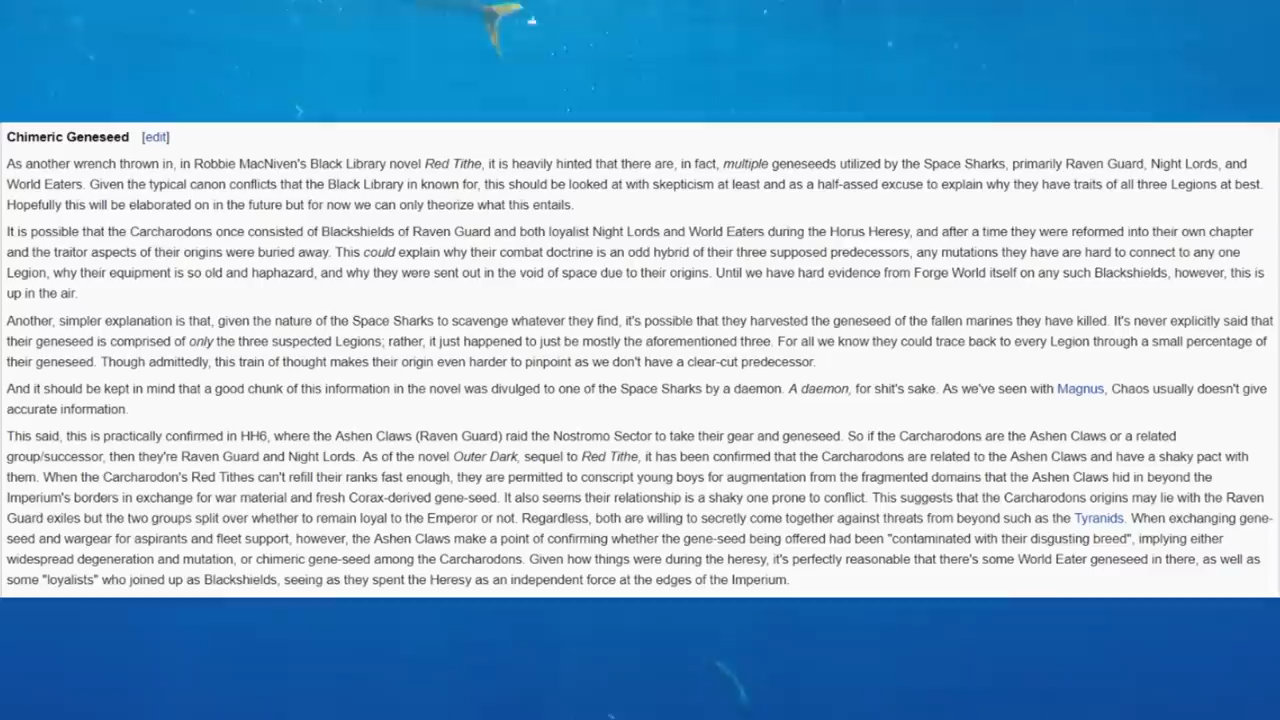 Chimeric Geneseed [edit]
As another wrench thrown in, in Robbie MacNiven's Black Library novel Red Tithe, it is heavily hinted that there are, in fact, multiple geneseeds utilized by the Space Sharks, primarily Raven Guard, Night Lords, and
World Eaters. Given the typical canon conflicts that the Black Library in known for, this should be looked at with skepticism at least and as a half-assed excuse to explain why they have traits of all three Legions at best.
Hopefully this will be elaborated on in the future but for now we can only theorize what this entails.
It is possible that the Carcharodons once consisted of Blackshields of Raven Guard and both loyalist Night Lords and World Eaters during the Horus Heresy, and after a time they were reformed into their own chapter
and the traitor aspects of their origins were buried away. This could explain why their combat doctrine is an odd hybrid of their three supposed predecessors, any mutations they have are hard to connect to any one
Legion, why their equipment is so old and haphazard, and why they were sent out in the void of space due to their origins. Until we have hard evidence from Forge World itself on any such Blackshields, however, this is
up in the air.
Another, simpler explanation is that, given the nature of the Space Sharks to scavenge whatever they find, it's possible that they harvested the geneseed of the fallen marines they have killed. It's never explicitly said that
their geneseed is comprised of only the three suspected Legions; rather, it just happened to just be mostly the aforementioned three. For all we know they could trace back to every Legion through a small percentage of
their geneseed. Though admittedly, this train of thought makes their origin even harder to pinpoint as we don't have a clear-cut predecessor.
And it should be kept in mind that a good chunk of this information in the novel was divulged to one of the Space Sharks by a daemon. A daemon, for shit's sake. As we've seen with Magnus, Chaos usually doesn't give
accurate information.
This said, this is practically confirmed in HH6, where the Ashen Claws (Raven Guard) raid the Nostromo Sector to take their gear and geneseed. So if the Carcharodons are the Ashen Claws or a related
group/successor, then they're Raven Guard and Night Lords. As of the novel Outer Dark, sequel to Red Tithe, it has been confirmed that the Carcharodons are related to the Ashen Claws and have a shaky pact with
them. When the Carcharodon's Red Tithes can't refill their ranks fast enough, they are permitted to conscript young boys for augmentation from the fragmented domains that the Ashen Claws hid in beyond the
Imperium's borders in exchange for war material and fresh Corax-derived gene-seed. It also seems their relationship is a shaky one prone to conflict. This suggests that the Carcharodons origins may lie with the Raven
Guard exiles but the two groups split over whether to remain loyal to the Emperor or not. Regardless, both are willing to secretly come together against threats from beyond such as the Tyranids. When exchanging gene-
seed and wargear for aspirants and fleet support, however, the Ashen Claws make a point of confirming whether the gene-seed being offered had been "contaminated with their disgusting breed", implying either
widespread degeneration and mutation, or chimeric gene-seed among the Carcharodons. Given how things were during the heresy, it's perfectly reasonable that there's some World Eater geneseed in there, as well as
some "loyalists" who joined up as Blackshields, seeing as they spent the Heresy as an independent force at the edges of the Imperium.